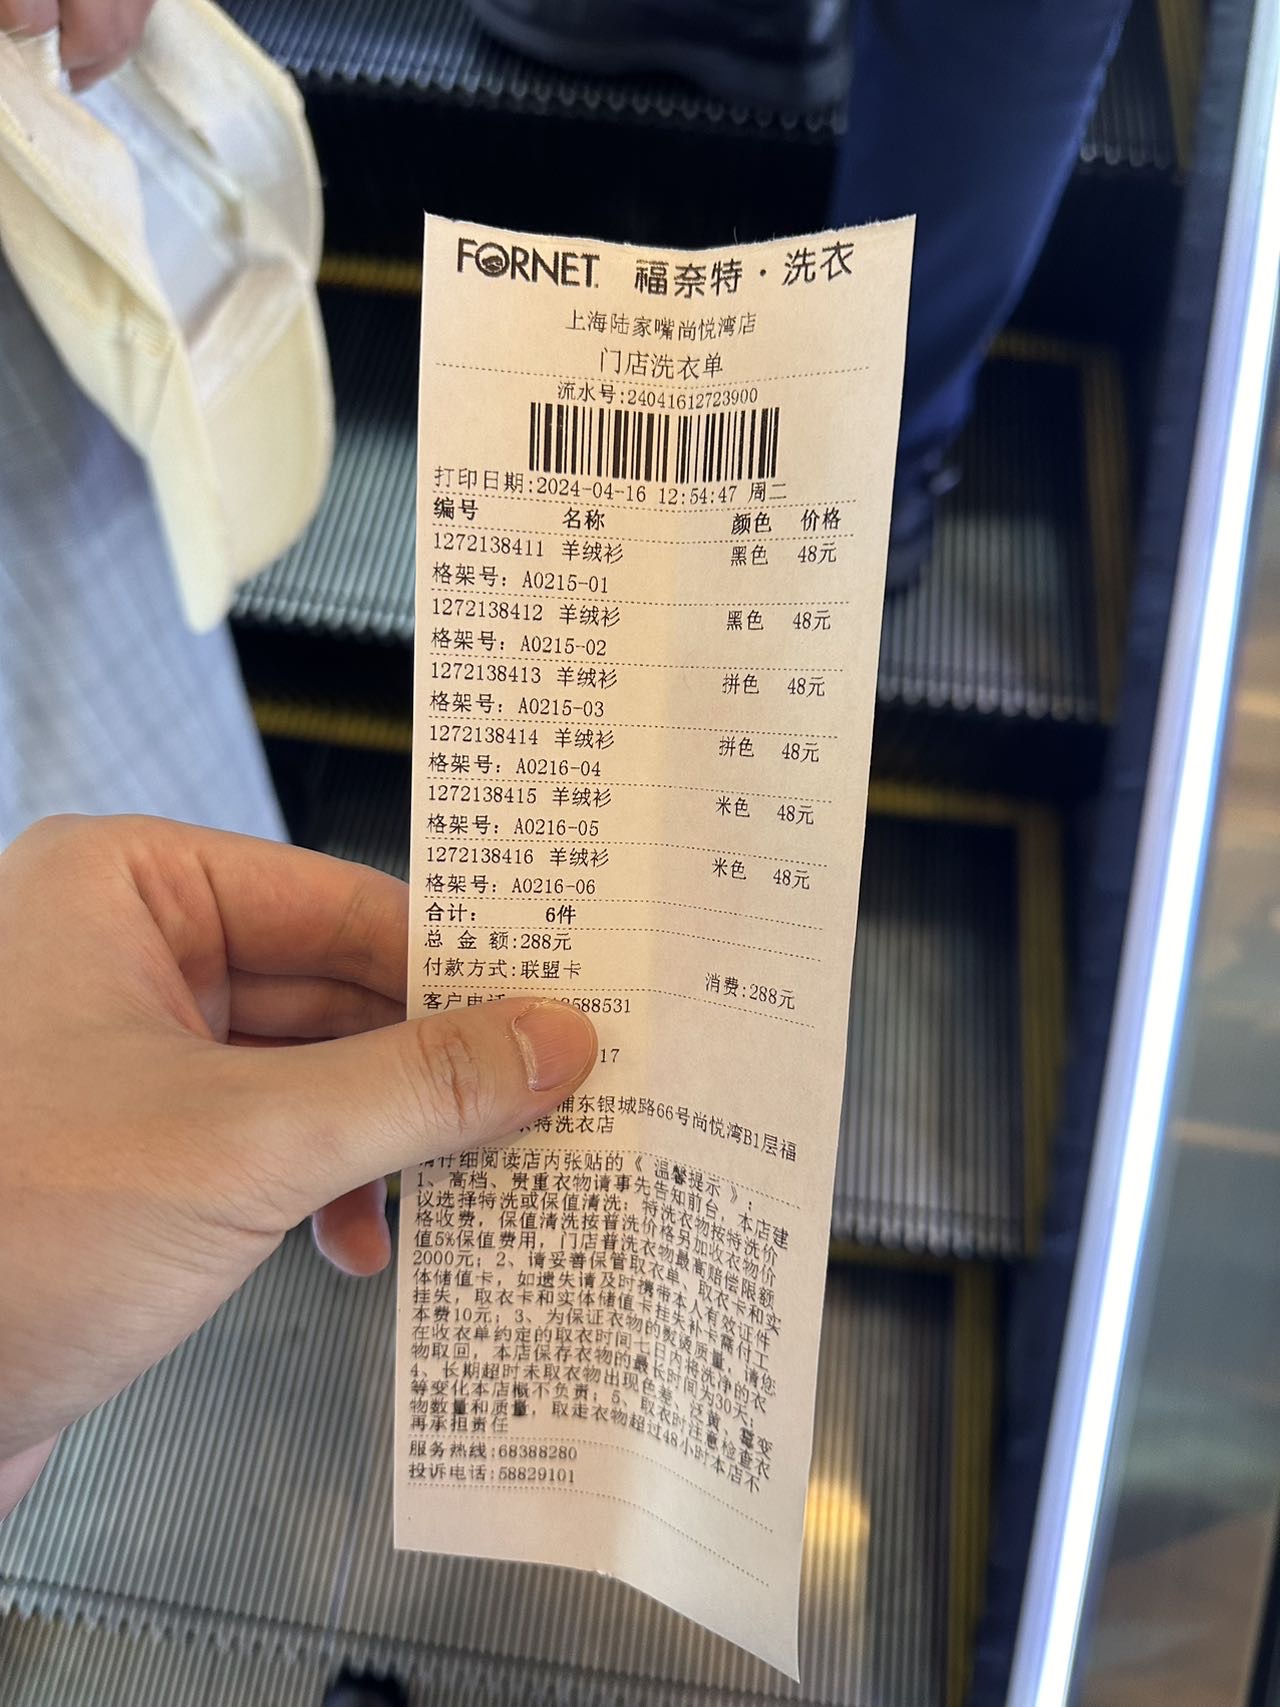 FORNET. 福奈特·洗衣
上海陆家嘴尚悦湾店
门店洗衣单
流水号:24041612723900
打印日期:2024-04-16 12:54:47 周二
编号 名称 颜色 价格
1272138411 羊绒衫 黑色 48元
格架号: A0215-01
1272138412 羊绒衫 黑色 48元
格架号: A0215-02
1272138413 羊绒衫 拼色 48元
格架号: A0215-03
1272138414 羊绒衫 拼色 48元
格架号: A0216-04
1272138415 羊绒衫 米色 48元
格架号: A0216-05
1272138416 羊绒衫 米色 48元
格架号: A0216-06
合计: 6件
总 金 额:288元
付款方式:联盟卡 消费:288元
客户电话 8588531
17
浦东银城路66号尚悦湾B1层福
特洗衣店
请仔细阅读店内张贴的《 温馨提示 》:
1、高档、贵重衣物请事先告知前台, 本店建
议选择特洗或保值清洗; 特洗衣物按特洗价
格收费, 保值清洗按普洗价格另加收衣物价
值5%保值费用, 门店普洗衣物最高赔偿限额
2000元; 2、请妥善保管取衣单、取衣卡和实
体储值卡, 如遗失请及时携带本人有效证件
挂失, 取衣卡和实体储值卡挂失补卡需付工
本费10元; 3、为保证衣物的熨烫质量, 请您
在收衣单约定的取衣时间七日内将洗净的衣
物取回, 本店保存衣物的最长时间为30天;
4、长期超时未取衣物出现色差、泛黄、霉变
等变化本店概不负责; 5、取衣时注意检查衣
物数量和质量, 取走衣物超过48小时本店不
再承担责任
服务热线:68388280
投诉电话:58829101